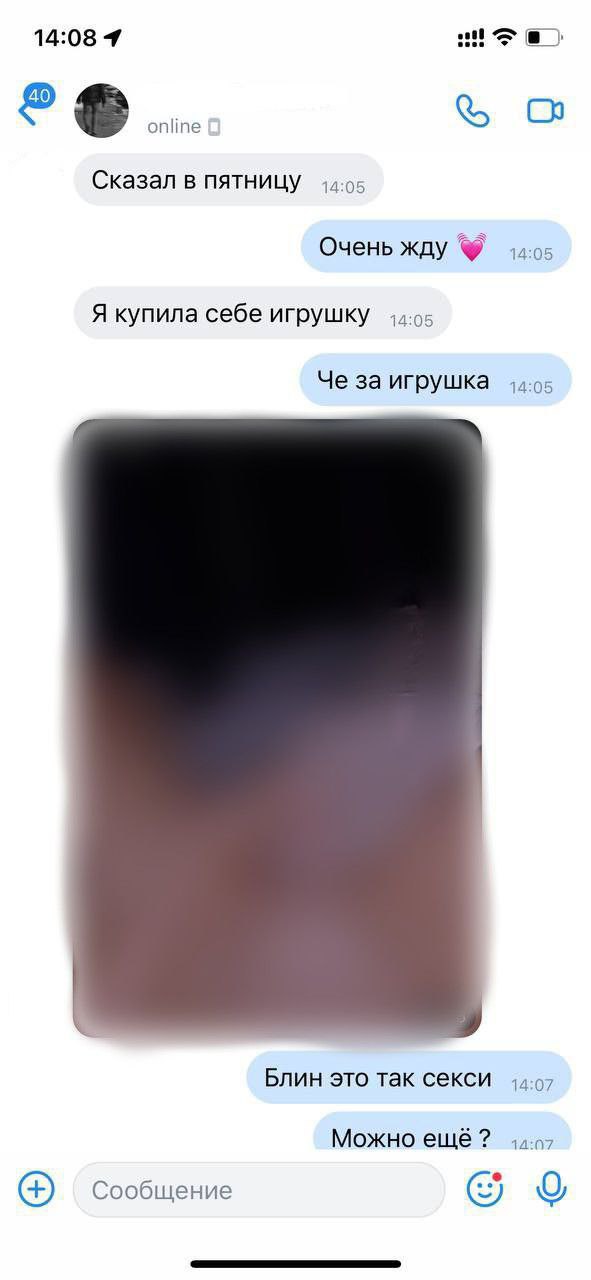 14:08
40
online
Сказал в пятницу 14:05
Очень жду 💓 14:05
Я купила себе игрушку 14:05
Че за игрушка 14:05
Блин это так секси 14:07
Можно ещё ? 14:07
Сообщение